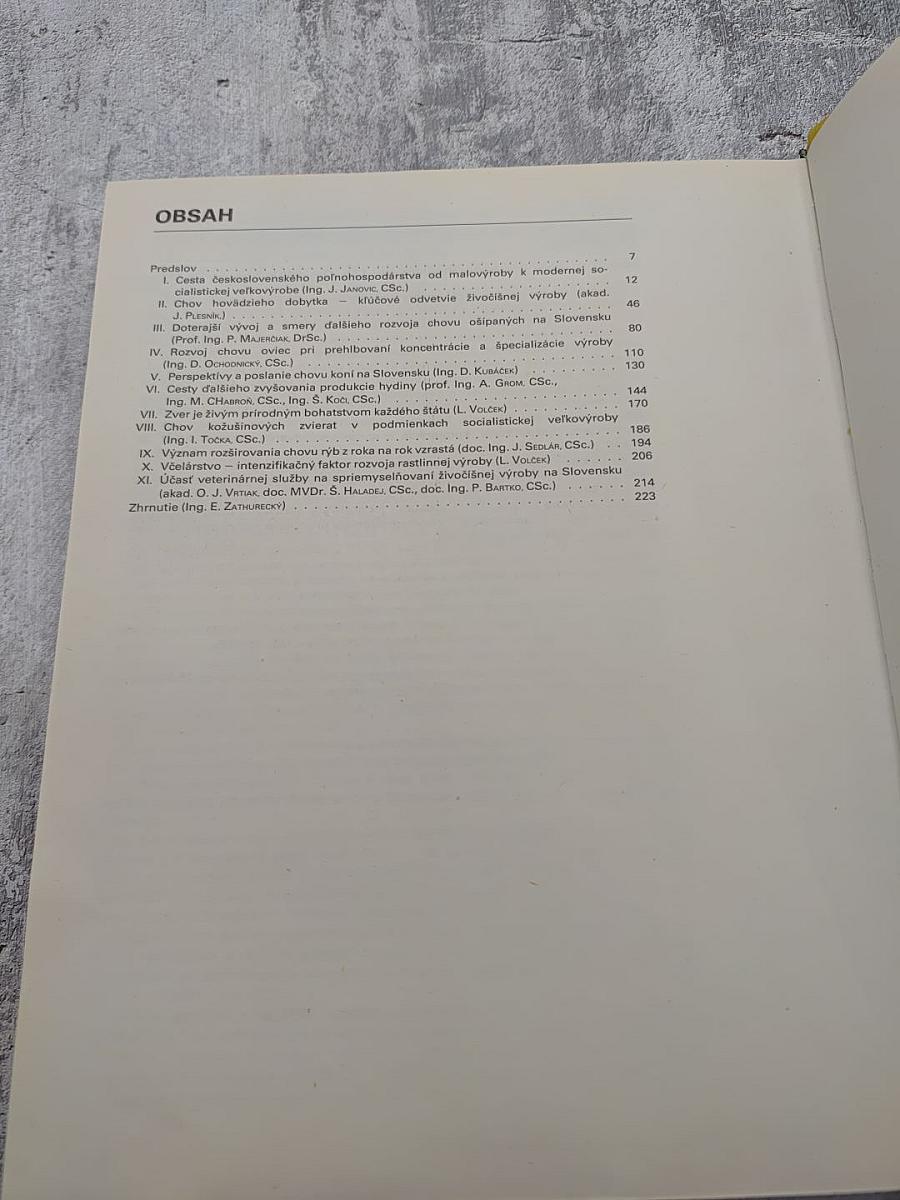 OBSAH
Predslov . . . . . . . . . . . . . . . . . . . . . . . . . . . . . . . . . . . . 7
I. Cesta československého poľnohospodárstva od malovýroby k modernej so-
cialistickej veľkovýrobe (Ing. J. JANOVIC, CSc.) . . . . . . . . . . . . . . . . 12
II. Chov hovädzieho dobytka – kľúčové odvetvie živočíšnej výroby (akad.
J. PLESNÍK,) . . . . . . . . . . . . . . . . . . . . . . . . . . . . . . . . 46
III. Doterajší vývoj a smery ďalšieho rozvoja chovu ošípaných na Slovensku
(Prof. Ing. P. MAJERČIAK, DrSc.) . . . . . . . . . . . . . . . . . . . . . . 80
IV. Rozvoj chovu oviec pri prehlbovaní koncentrácie a špecializácie výroby
(Ing. D. OCHODNICKÝ, CSc.) . . . . . . . . . . . . . . . . . . . . . . . . 110
V. Perspektívy a poslanie chovu koní na Slovensku (Ing. D. KUBÁČEK) . . . . . . . . 130
VI. Cesty ďalšieho zvyšovania produkcie hydiny (prof. Ing. A. GROM, CSc.,
Ing. M. CHABROŇ, CSc., Ing. Š. KOČI, CSc.) . . . . . . . . . . . . . . . . . . 144
VII. Zver je živým prírodným bohatstvom každého štátu (L. VOLČEK) . . . . . . . . . 170
VIII. Chov kožušinových zvierat v podmienkach socialistickej veľkovýroby
(Ing. I. TOČKA, CSc.) . . . . . . . . . . . . . . . . . . . . . . . . . . . 186
IX. Význam rozširovania chovu rýb z roka na rok vzrastá (doc. Ing. J. SEDLÁR, CSc.) . . . 194
X. Včelárstvo – intenzifikačný faktor rozvoja rastlinnej výroby (L. VOLČEK) . . . . . . 206
XI. Účasť veterinárnej služby na spriemyselňovaní živočíšnej výroby na Slovensku
(akad. O. J. VRTIAK, doc. MVDr. Š. HALADEJ, CSc., doc. Ing. P. BARTKO, CSc.) . . . . . . 214
Zhrnutie (Ing. E. ZATHURECKÝ) . . . . . . . . . . . . . . . . . . . . . . . . . . 223